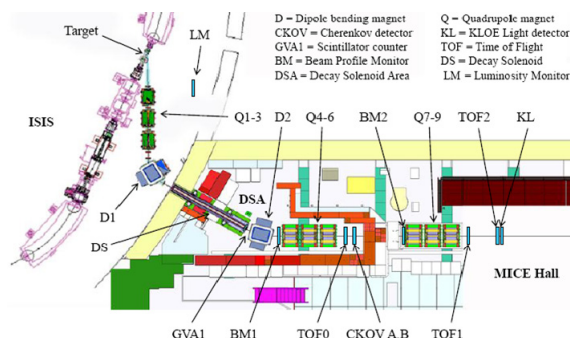 D = Dipole bending magnet
Q = Quadrupole magnet
CKOV = Cherenkov detector
KL = KLOE Light detector
GVA1 = Scintillator counter
TOF = Time of Flight
BM = Beam Profile Monitor
DS = Decay Solenoid
DSA = Decay Solenoid Area
LM = Luminosity Monitor
Target
LM
ISIS
Q1-3
D2
Q4-6
BM2
Q7-9
TOF2
KL
D1
DSA
DS
MICE Hall
GVA1
BM1
TOF0
CKOV A,B
TOF1